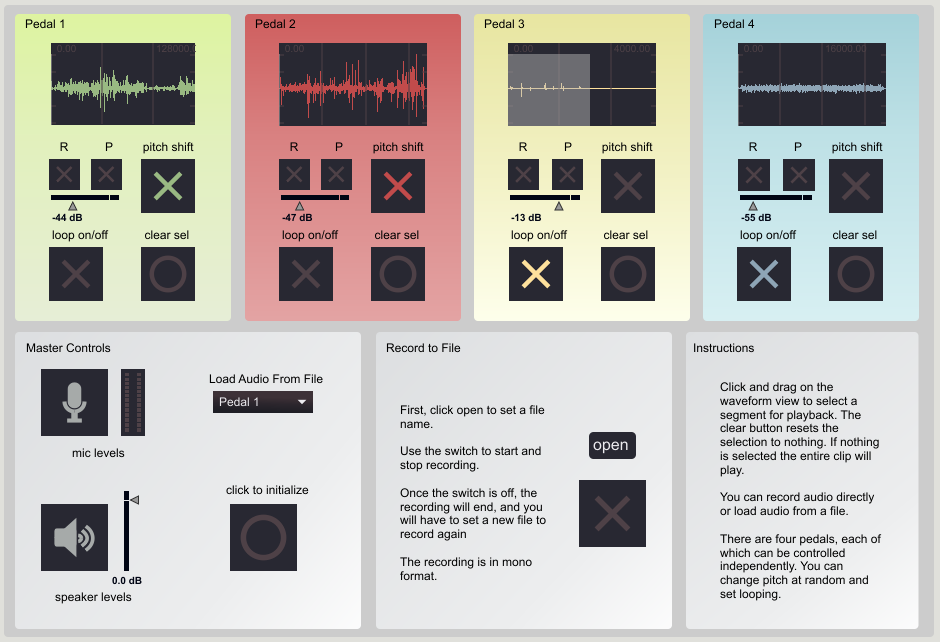 Pedal 1
0.00 128000.
R P pitch shift
-44 dB
loop on/off clear sel
Pedal 2
0.00
R P pitch shift
-47 dB
loop on/off clear sel
Pedal 3
0.00 4000.00
R P pitch shift
-13 dB
loop on/off clear sel
Pedal 4
0.00 16000.00
R P pitch shift
-55 dB
loop on/off clear sel
Master Controls
Load Audio From File
Pedal 1
mic levels
click to initialize
0.0 dB
speaker levels
Record to File
First, click open to set a file
name.
Use the switch to start and
stop recording.
Once the switch is off, the
recording will end, and you
will have to set a new file to
record again
The recording is in mono
format.
open
Instructions
Click and drag on the
waveform view to select a
segment for playback. The
clear button resets the
selection to nothing. If nothing
is selected the entire clip will
play.
You can record audio directly
or load audio from a file.
There are four pedals, each of
which can be controlled
independently. You can
change pitch at random and
set looping.